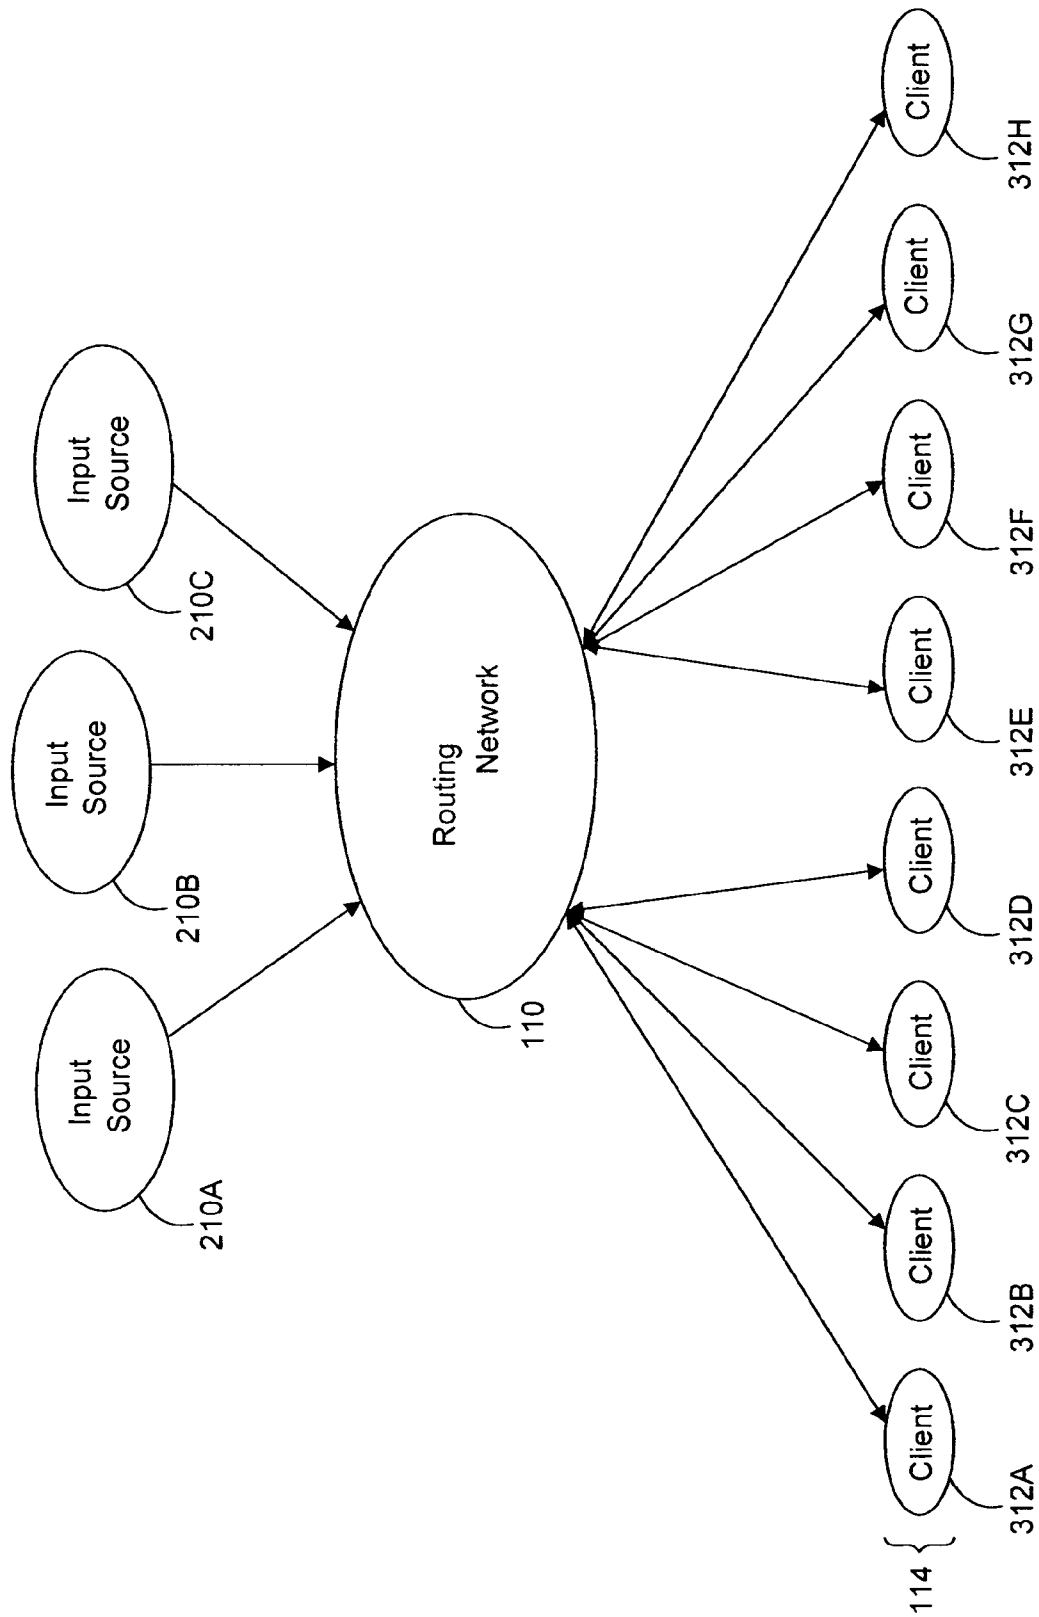 Input
Source
210A
Input
Source
210B
Input
Source
210C
Routing
Network
110
114
Client
312A
Client
312B
Client
312C
Client
312D
Client
312E
Client
312F
Client
312G
Client
312H